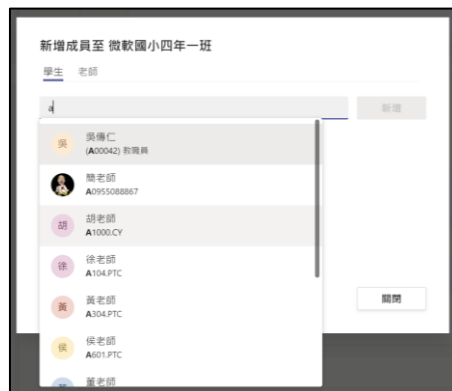 新增成員至 微軟國小四年一班
學生 老師
a
新增
吳 吳傳仁
(A00042) 教職員
簡老師
A0955088867
胡 胡老師
A1000.CY
徐 徐老師
A104.PTC
黃 黃老師
A304.PTC
關閉
侯 侯老師
A601.PTC
董老師